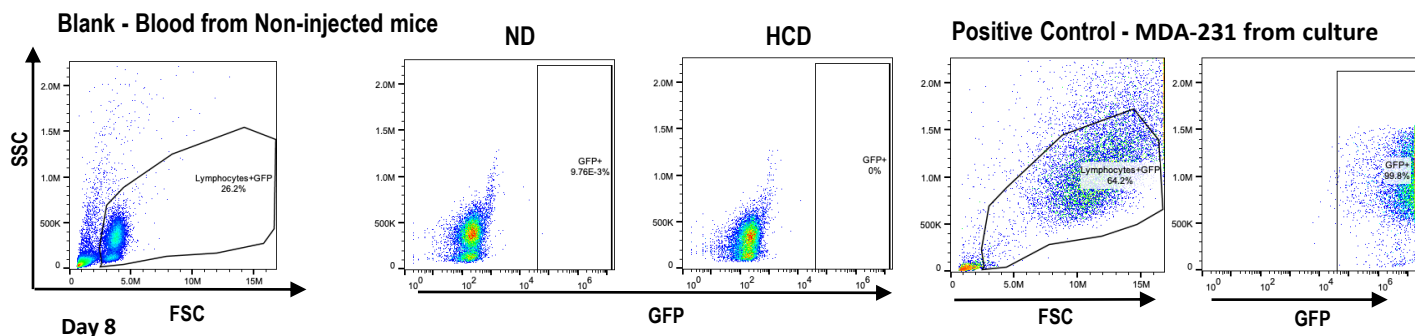 Blank - Blood from Non-injected mice
ND
HCD
Positive Control - MDA-231 from culture
SSC
2.0M
1.5M
1.0M
500K
0
Lymphocytes+GFP
26.2%
0
5.0M
10M
15M
FSC
2.0M
1.5M
1.0M
500K
0
GFP+
9.76E-3%
10^0
10^2
10^4
10^6
2.0M
1.5M
1.0M
500K
0
GFP+
0%
10^0
10^2
10^4
10^6
GFP
2.0M
1.5M
1.0M
500K
0
Lymphocytes+GFP
64.2%
0
5.0M
10M
15M
FSC
2.0M
1.5M
1.0M
500K
0
GFP+
99.8%
10^0
10^2
10^4
10^6
GFP
Day 8